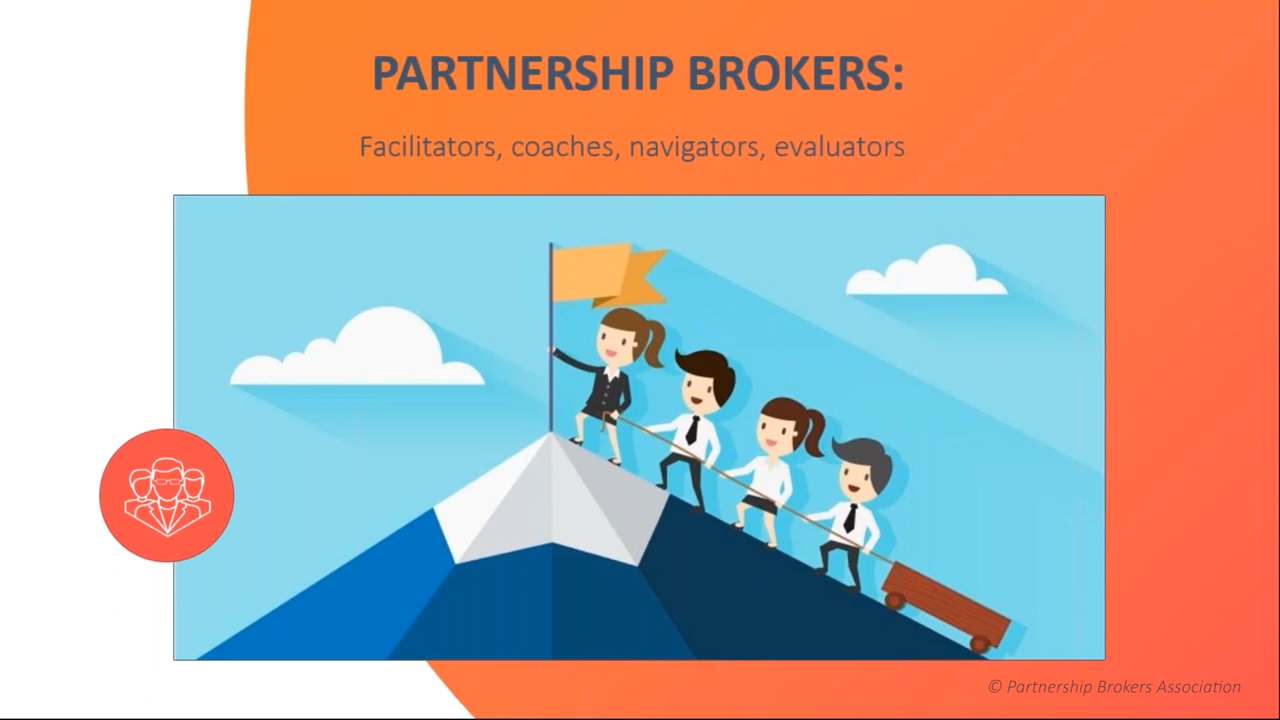 PARTNERSHIP BROKERS:
Facilitators, coaches, navigators, evaluators
© Partnership Brokers Association